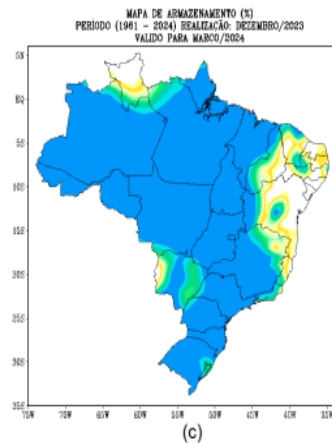 MAPA DE ARMAZENAMENTO (%)
PERÍODO (1961 - 2024) REALIZAÇÃO: DEZEMBRO/2023
VALIDO PARA MARCO/2024
5N
EQ
5S
10S
15S
20S
25S
30S
35S
75W 70W 65W 60W 55W 50W 45W 40W 35W
(c)